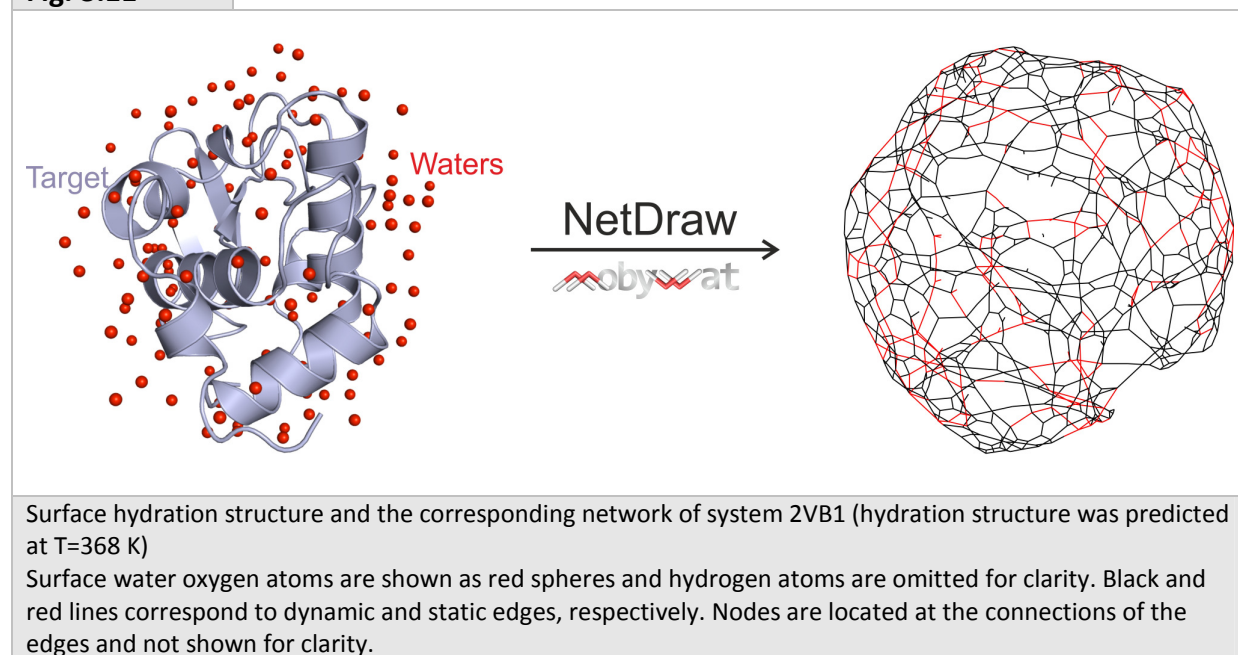 Target
Waters
NetDraw
mobywat
Surface hydration structure and the corresponding network of system 2VB1 (hydration structure was predicted
at T=368 K)
Surface water oxygen atoms are shown as red spheres and hydrogen atoms are omitted for clarity. Black and
red lines correspond to dynamic and static edges, respectively. Nodes are located at the connections of the
edges and not shown for clarity.